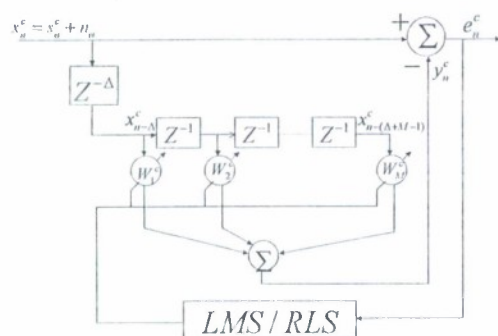 x_n^c = s_n^c + n_n
+
Σ
e_n^c
−
y_n^c
Z^{-Δ}
x_{n-Δ}^c
Z^{-1}
Z^{-1}
Z^{-1}
x_{n-(Δ+M-1)}^c
W_1^c
W_2^c
W_M^c
Σ
LMS / RLS